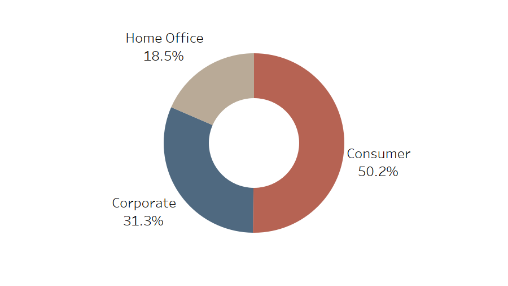 Home Office
18.5%
Consumer
50.2%
Corporate
31.3%